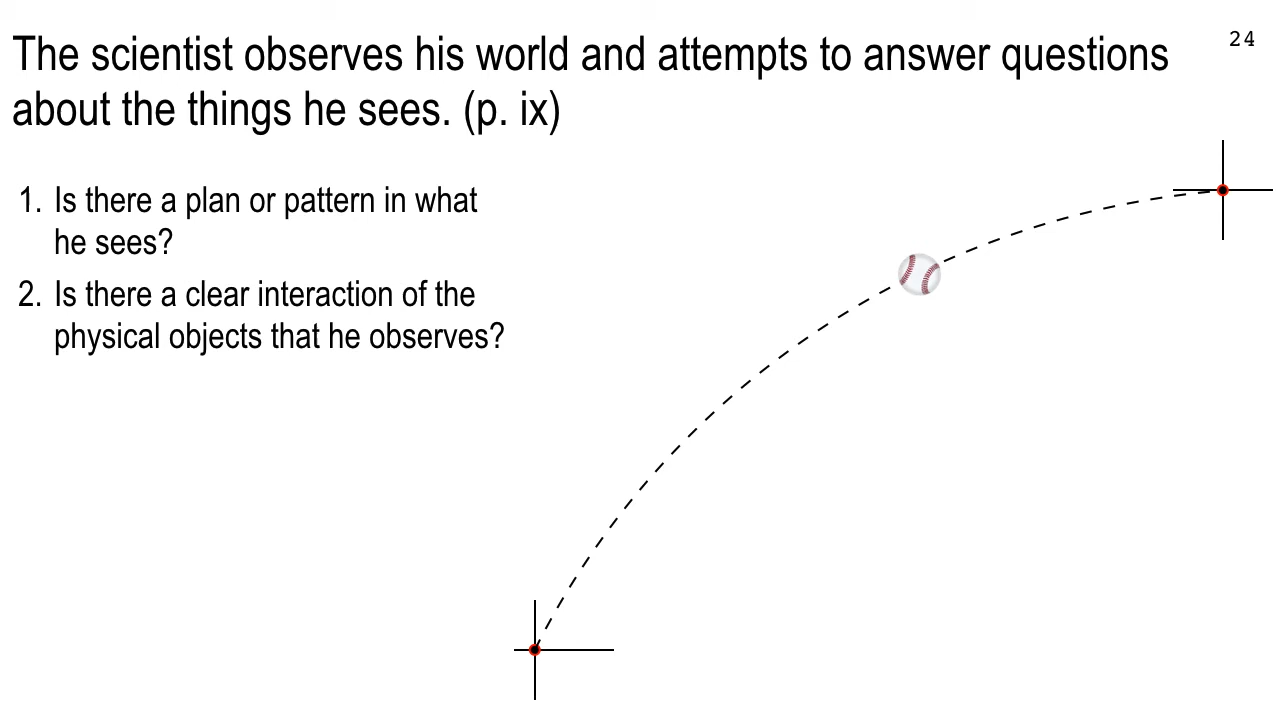 The scientist observes his world and attempts to answer questions
about the things he sees. (p. ix)
24
1. Is there a plan or pattern in what
he sees?
2. Is there a clear interaction of the
physical objects that he observes?